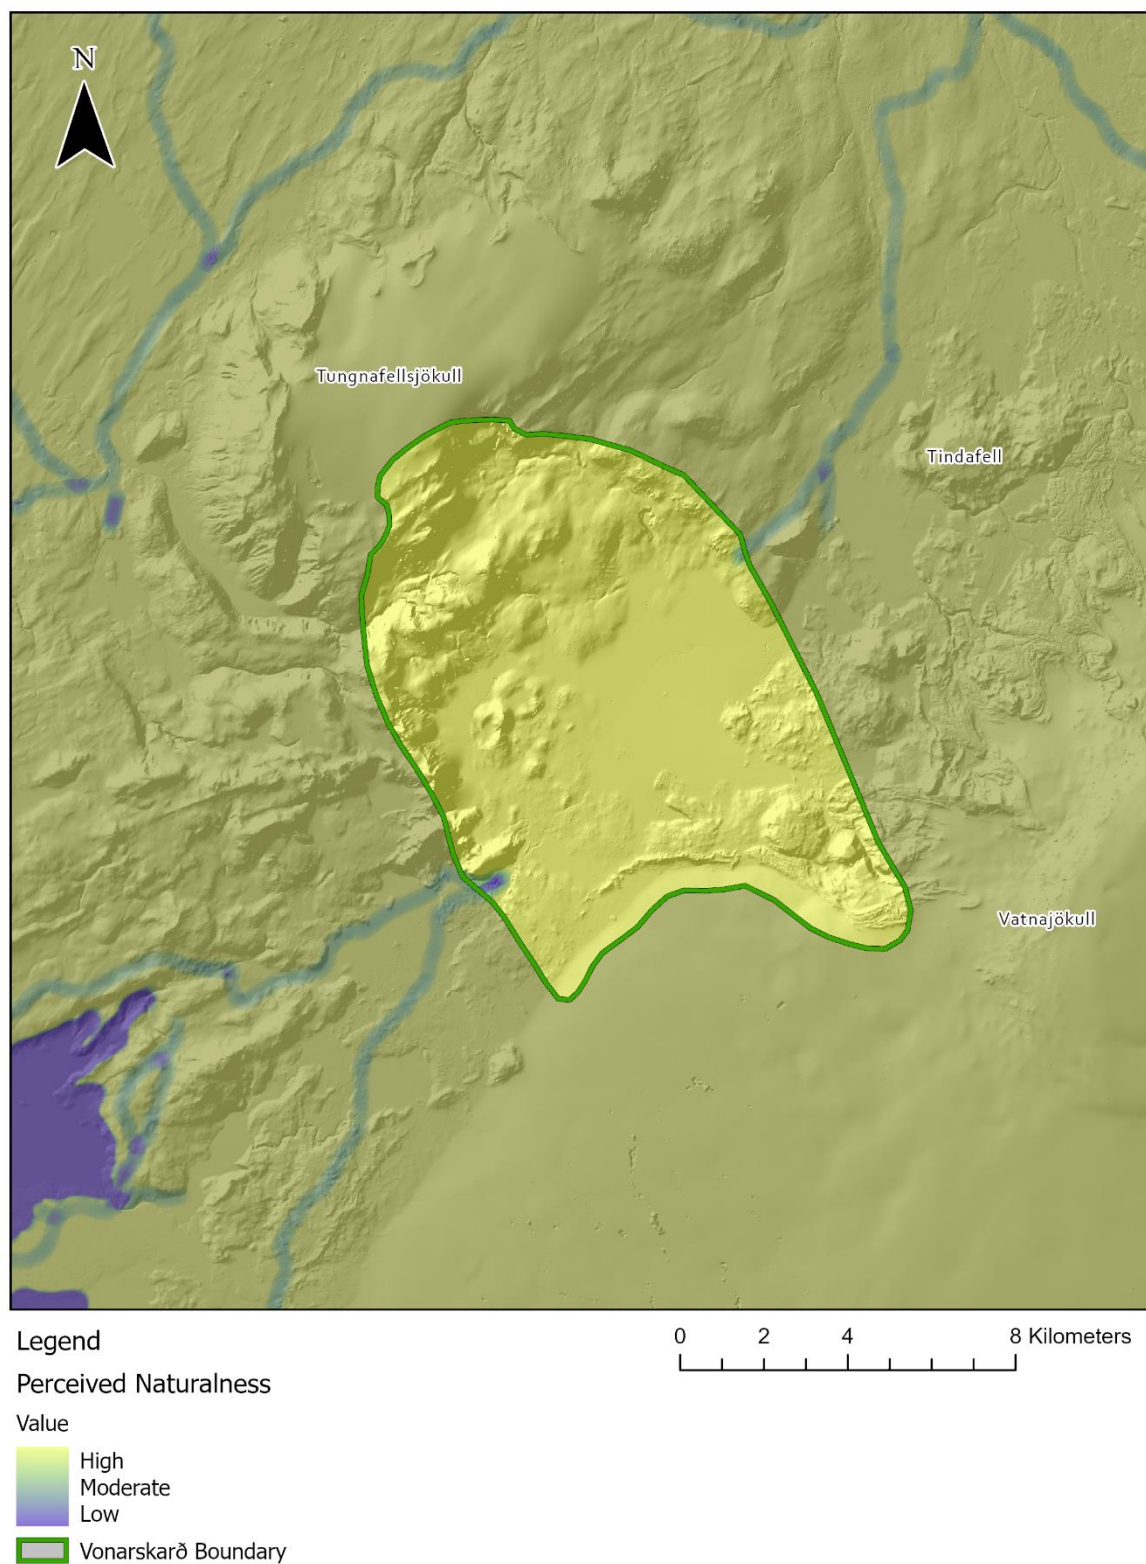 N
Tungnafellsjökull
Tindafell
Vatnajökull
Legend
0 2 4 8 Kilometers
Perceived Naturalness
Value
High
Moderate
Low
Vonarskarð Boundary